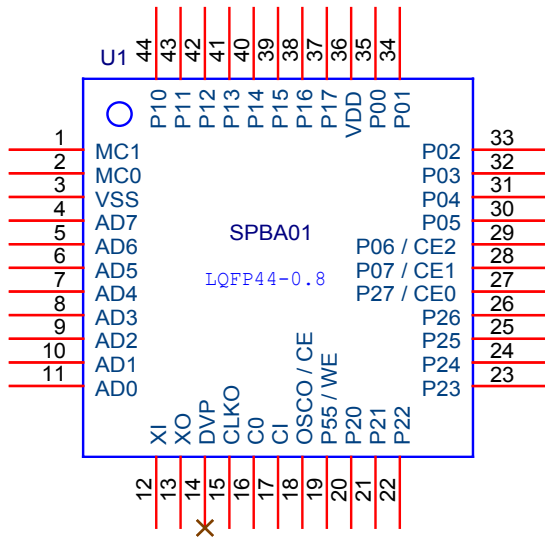 U1
44 43 42 41 40 39 38 37 36 35 34
P10 P11 P12 P13 P14 P15 P16 P17 VDD P00 P01
1 MC1
2 MC0
3 VSS
4 AD7
5 AD6
6 AD5
7 AD4
8 AD3
9 AD2
10 AD1
11 AD0
SPBA01
LQFP44-0.8
P02 33
P03 32
P04 31
P05 30
P06 / CE2 29
P07 / CE1 28
P27 / CE0 27
P26 26
P25 25
P24 24
P23 23
XI XO DVP CLKO C0 CI OSCO / CE P55 / WE P20 P21 P22
12 13 14 15 16 17 18 19 20 21 22